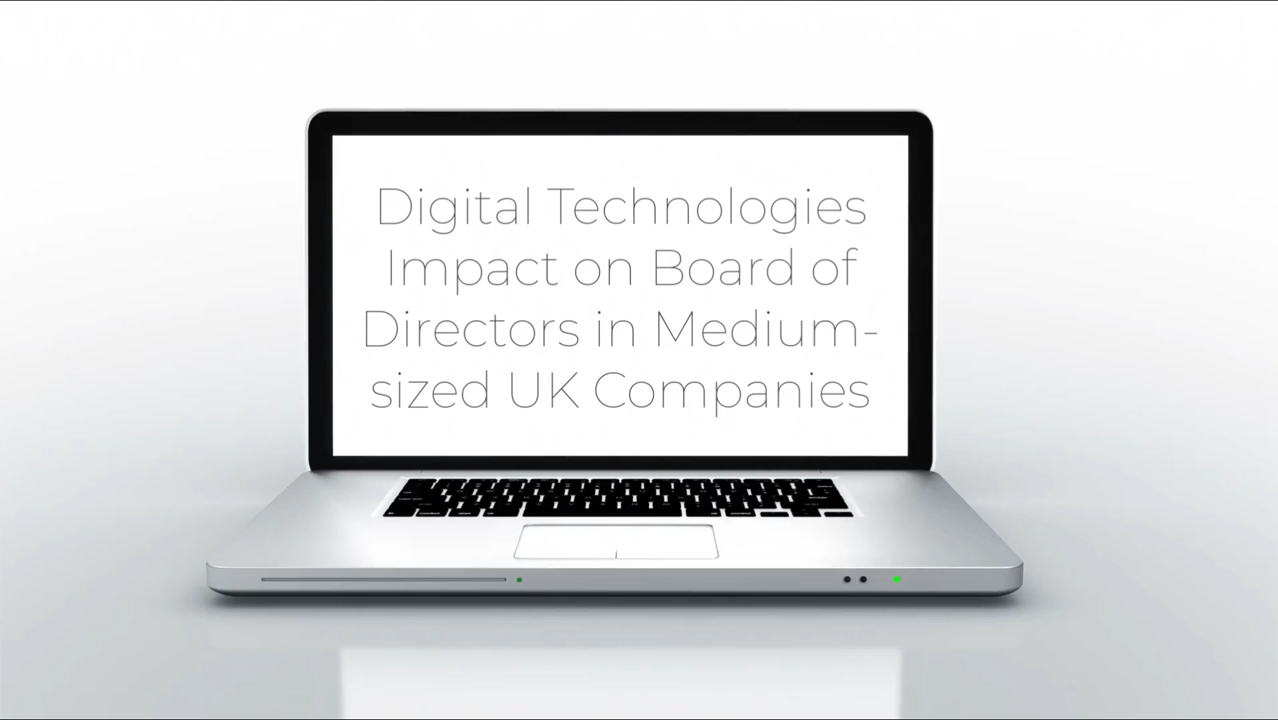 Digital Technologies
Impact on Board of
Directors in Medium-
sized UK Companies